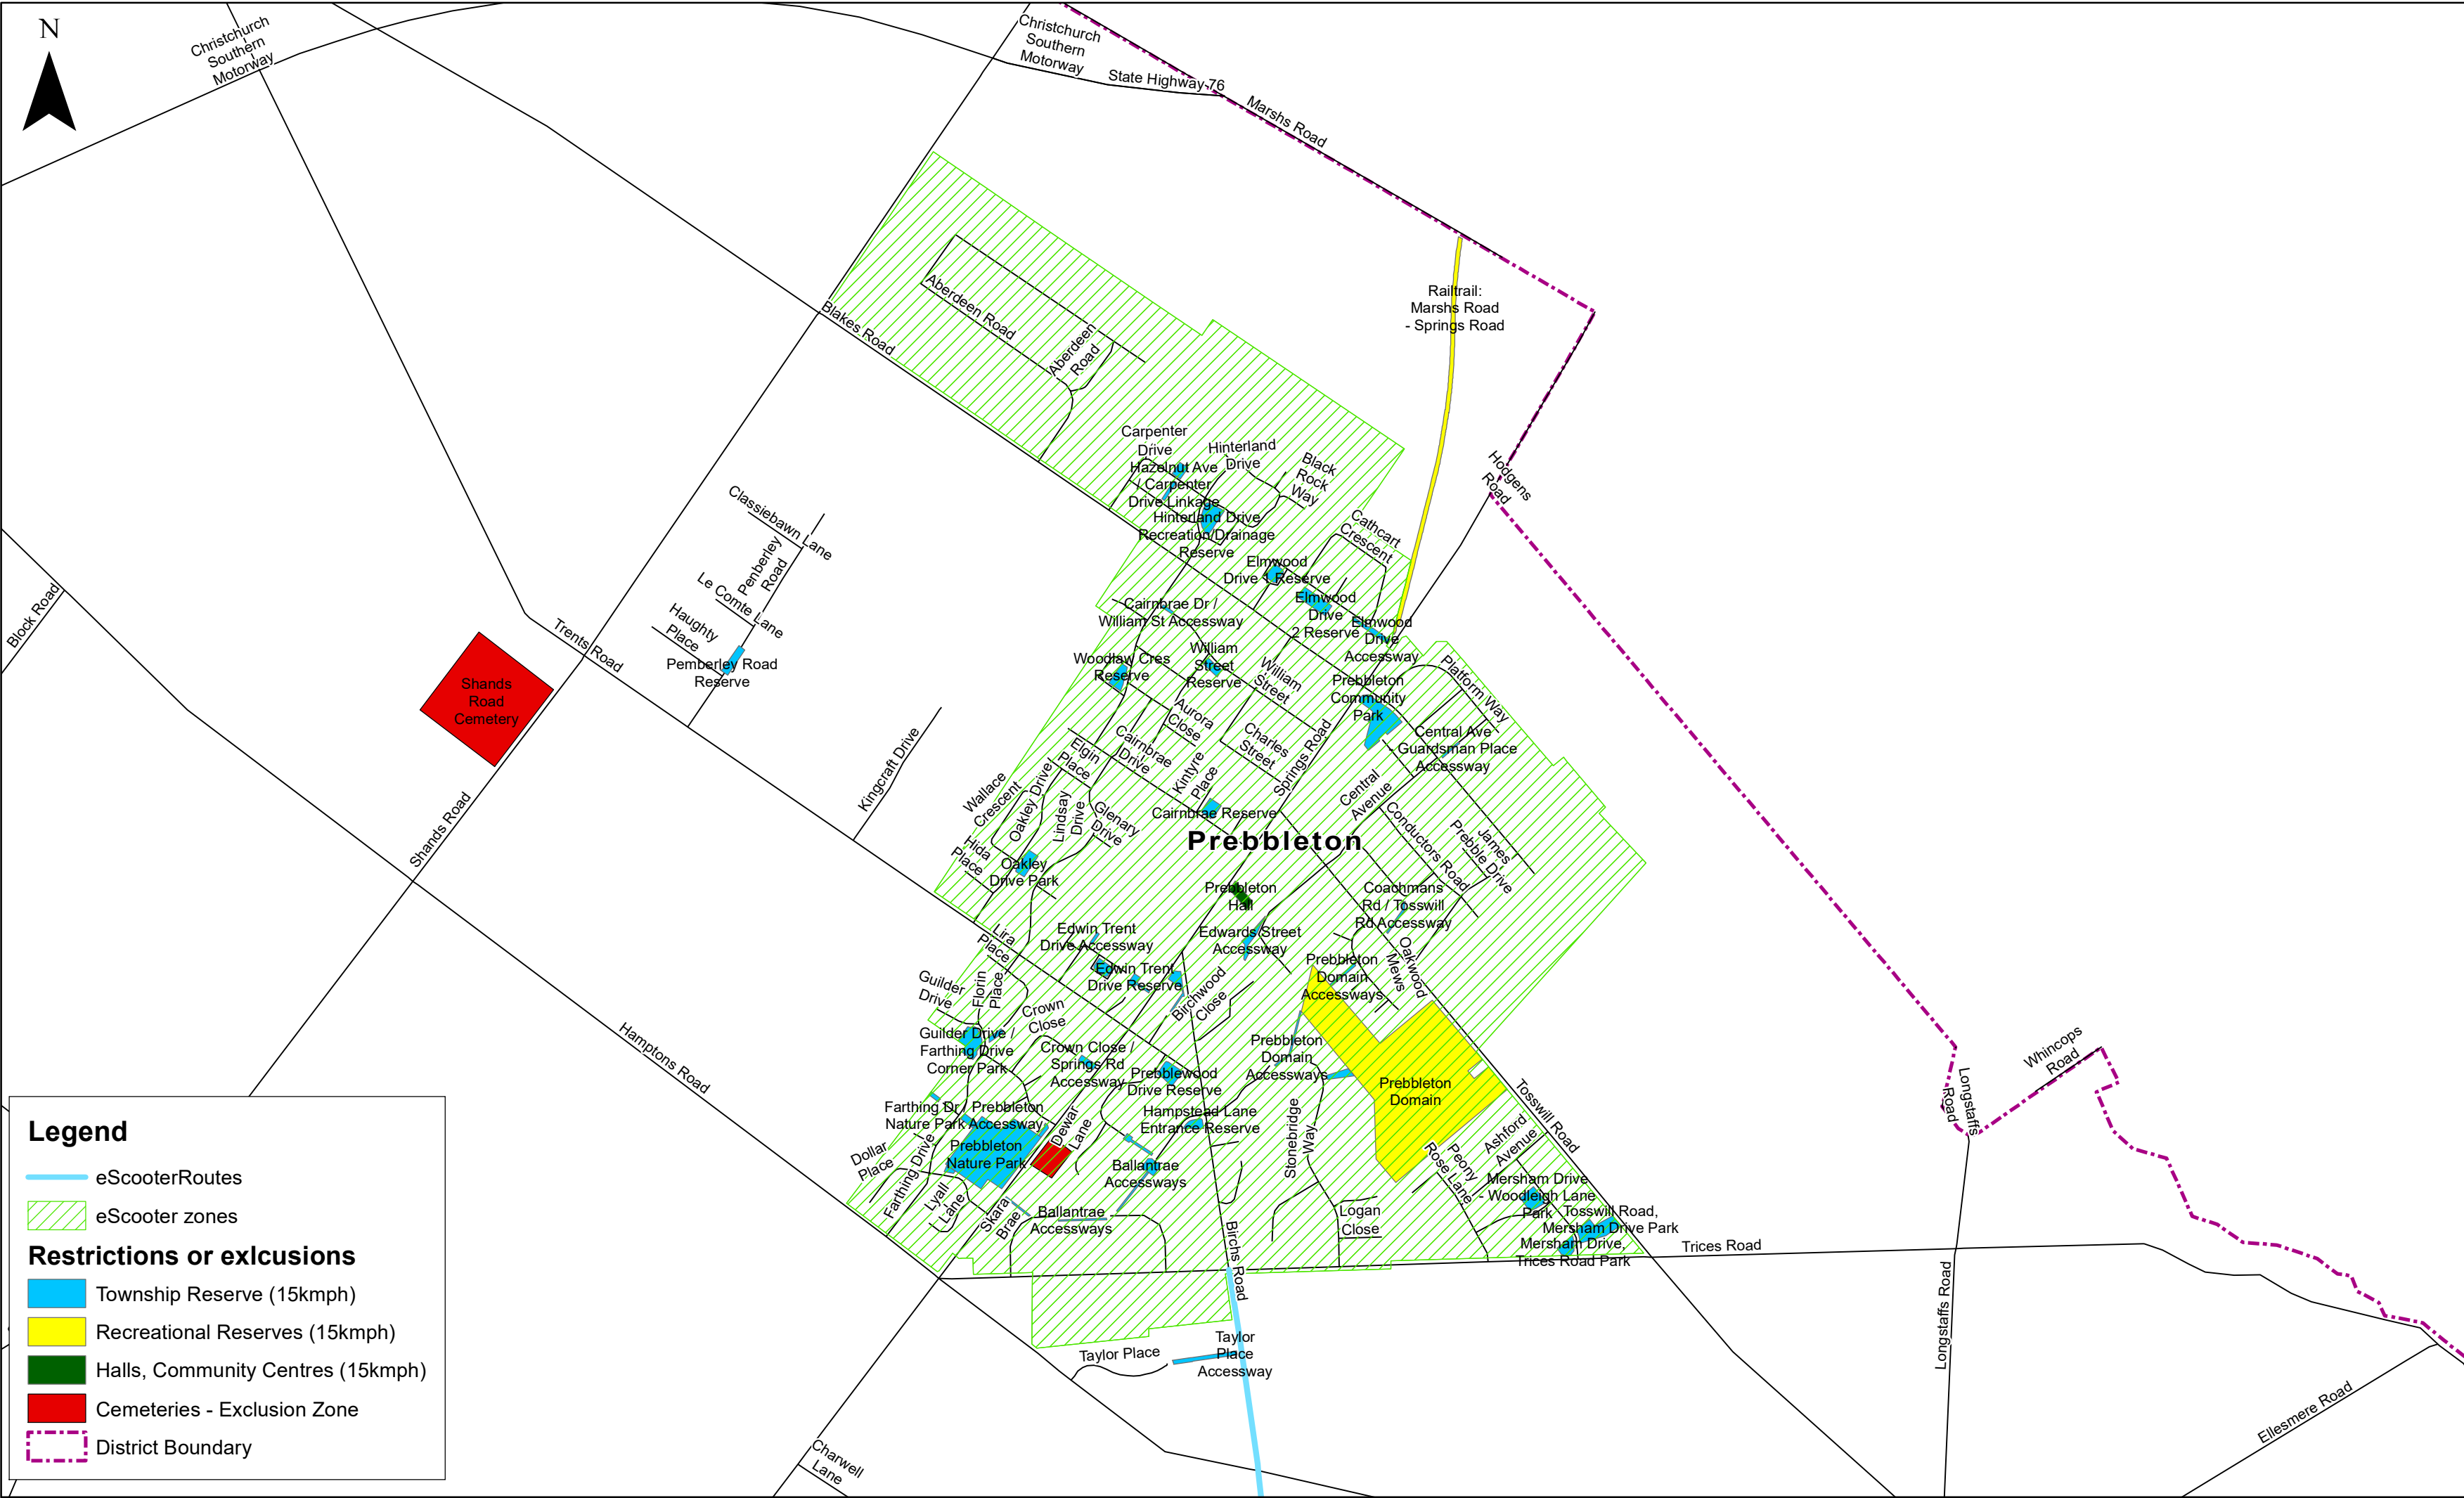 N
Christchurch
Southern
Motorway
Christchurch
Southern
Motorway
State Highway 76
Marshs Road
Railtrail:
Marshs Road
- Springs Road
Aberdeen Road
Aberdeen
Road
Blakes Road
Hodgens
Road
Carpenter
Drive
Hinterland
Drive
Black
Rock
Way
Hazelnut Ave
/ Carpenter
Drive Linkage
Hinterland Drive
Recreation/Drainage
Reserve
Cathcart
Crescent
Elmwood
Drive 1 Reserve
Elmwood
Drive
2 Reserve
Elmwood
Drive
Accessway
Classiebawn Lane
Penberley
Road
Le Comte Lane
Haughty
Place
Pemberley Road
Reserve
Trents Road
Block Road
Shands
Road
Cemetery
Cairnbrae Dr /
William St Accessway
Woodlaw Cres
Reserve
William
Street
Reserve
William
Street
Prebbleton
Community
Park
Platform Way
Aurora
Close
Cairnbrae
Drive
Charles
Street
Springs Road
Central Ave
- Guardsman Place
Accessway
Elgin
Place
Kintyre
Place
Central
Avenue
Kingcraft Drive
Wallace
Crescent
Oakley Drive
Lindsay
Drive
Glenary
Drive
Cairnbrae Reserve
Conductors Road
James
Prebble Drive
Prebbleton
Shands Road
Hida
Place
Oakley
Drive Park
Prebbleton
Hall
Coachmans
Rd / Tosswill
Rd Accessway
Lira
Place
Edwin Trent
Drive Accessway
Edwards Street
Accessway
Edwin Trent
Drive Reserve
Prebbleton
Domain
Accessways
Oakwood
Mews
Guilder
Drive
Florin
Place
Birchwood
Close
Crown
Close
Hamptons Road
Guilder Drive /
Farthing Drive
Corner Park
Crown Close /
Springs Rd
Accessway
Prebblewood
Drive Reserve
Prebbleton
Domain
Accessways
Prebbleton
Domain
Whincops
Road
Longstaffs
Road
Tosswill Road
Farthing Dr / Prebbleton
Nature Park Accessway
Hampstead Lane
Entrance Reserve
Dewar
Lane
Stonebridge
Way
Ashford
Avenue
Peony
Rose Lane
Dollar
Place
Farthing Drive
Prebbleton
Nature Park
Ballantrae
Accessways
Mersham Drive
- Woodleigh Lane
Park
Lyall
Lane
Skara
Brae
Ballantrae
Accessways
Logan
Close
Tosswill Road,
Mersham Drive Park
Mersham Drive,
Trices Road Park
Trices Road
Birchs Road
Longstaffs Road
Taylor Place
Taylor
Place
Accessway
Ellesmere Road
Charwell
Lane
Legend
eScooterRoutes
eScooter zones
Restrictions or exlcusions
Township Reserve (15kmph)
Recreational Reserves (15kmph)
Halls, Community Centres (15kmph)
Cemeteries - Exclusion Zone
District Boundary